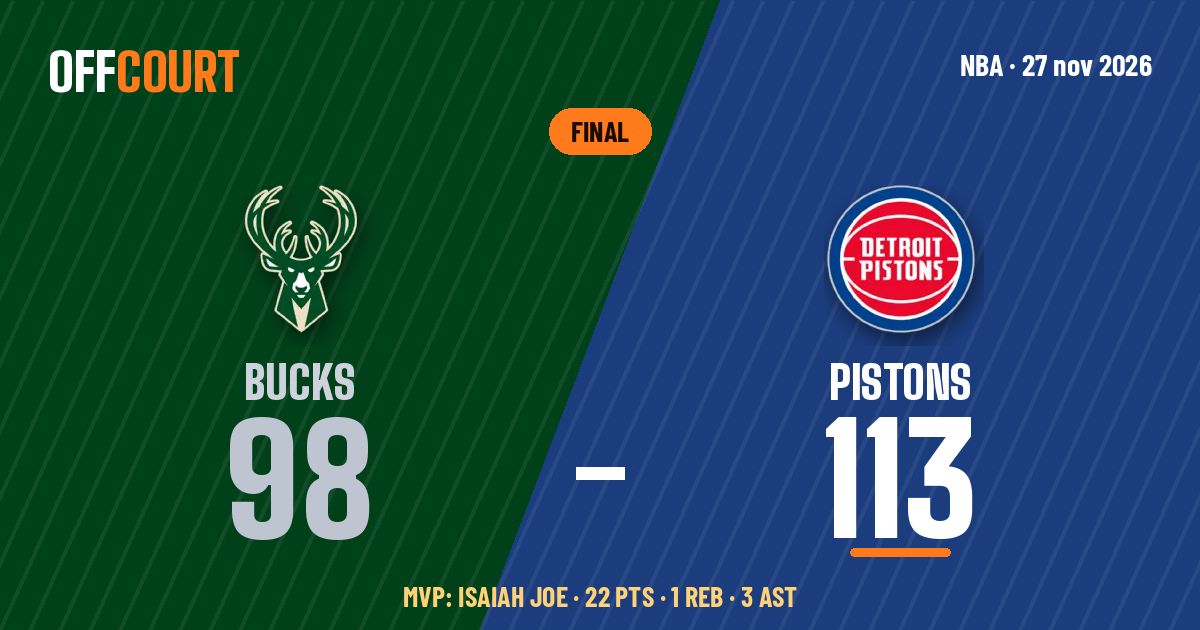 OFFCOURT
NBA · 27 nov 2026
FINAL
DETROIT
PISTONS
BUCKS
PISTONS
98
–
113
MVP: ISAIAH JOE · 22 PTS · 1 REB · 3 AST